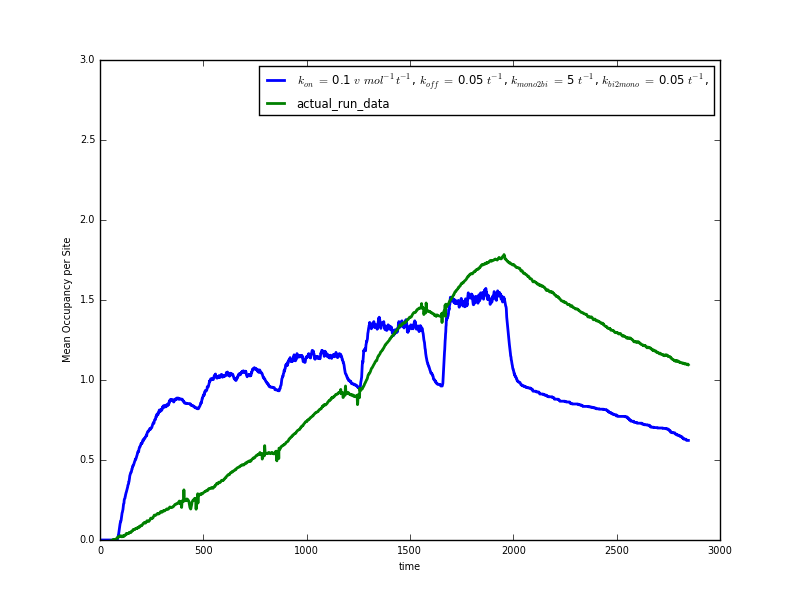 k_on = 0.1 v mol^−1 t^−1, k_off = 0.05 t^−1, k_mono2bi = 5 t^−1, k_bi2mono = 0.05 t^−1,
actual_run_data
3.0
2.5
2.0
1.5
1.0
0.5
0.0
Mean Occupancy per Site
0 500 1000 1500 2000 2500 3000
time